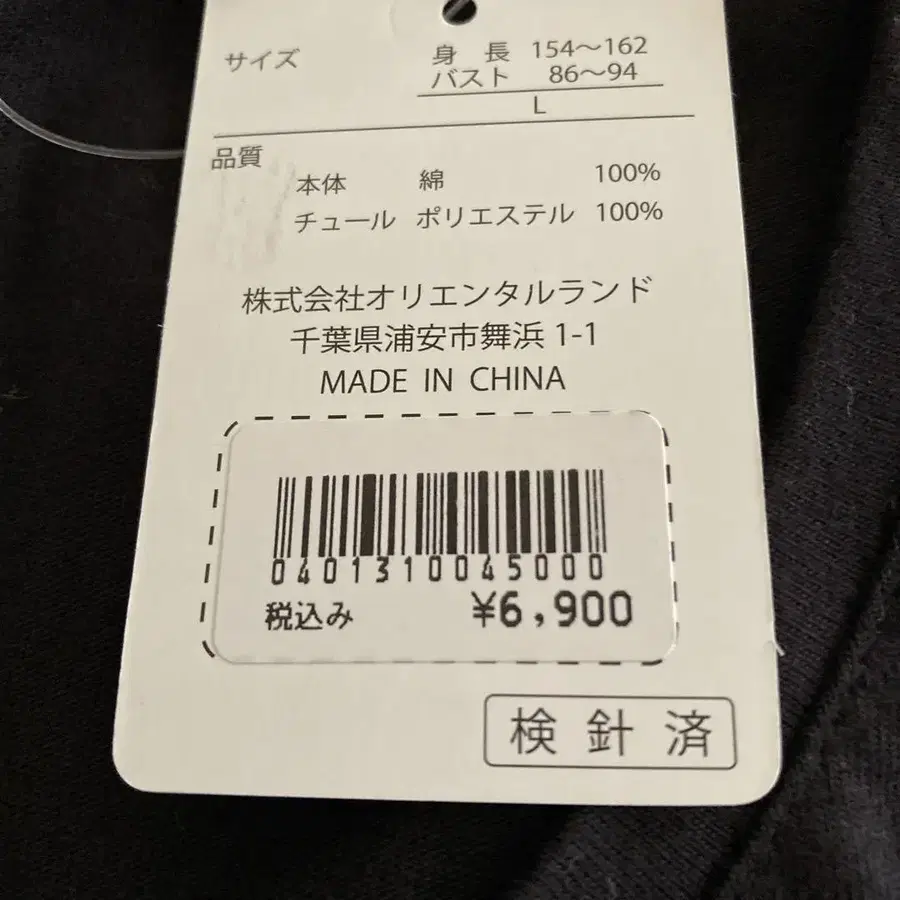 サイズ 身長 154～162
バスト 86～94
L
品質
本体 綿 100%
チュール ポリエステル 100%
株式会社オリエンタルランド
千葉県浦安市舞浜1-1
MADE IN CHINA
0401310045000
税込み ¥6,900
検針済